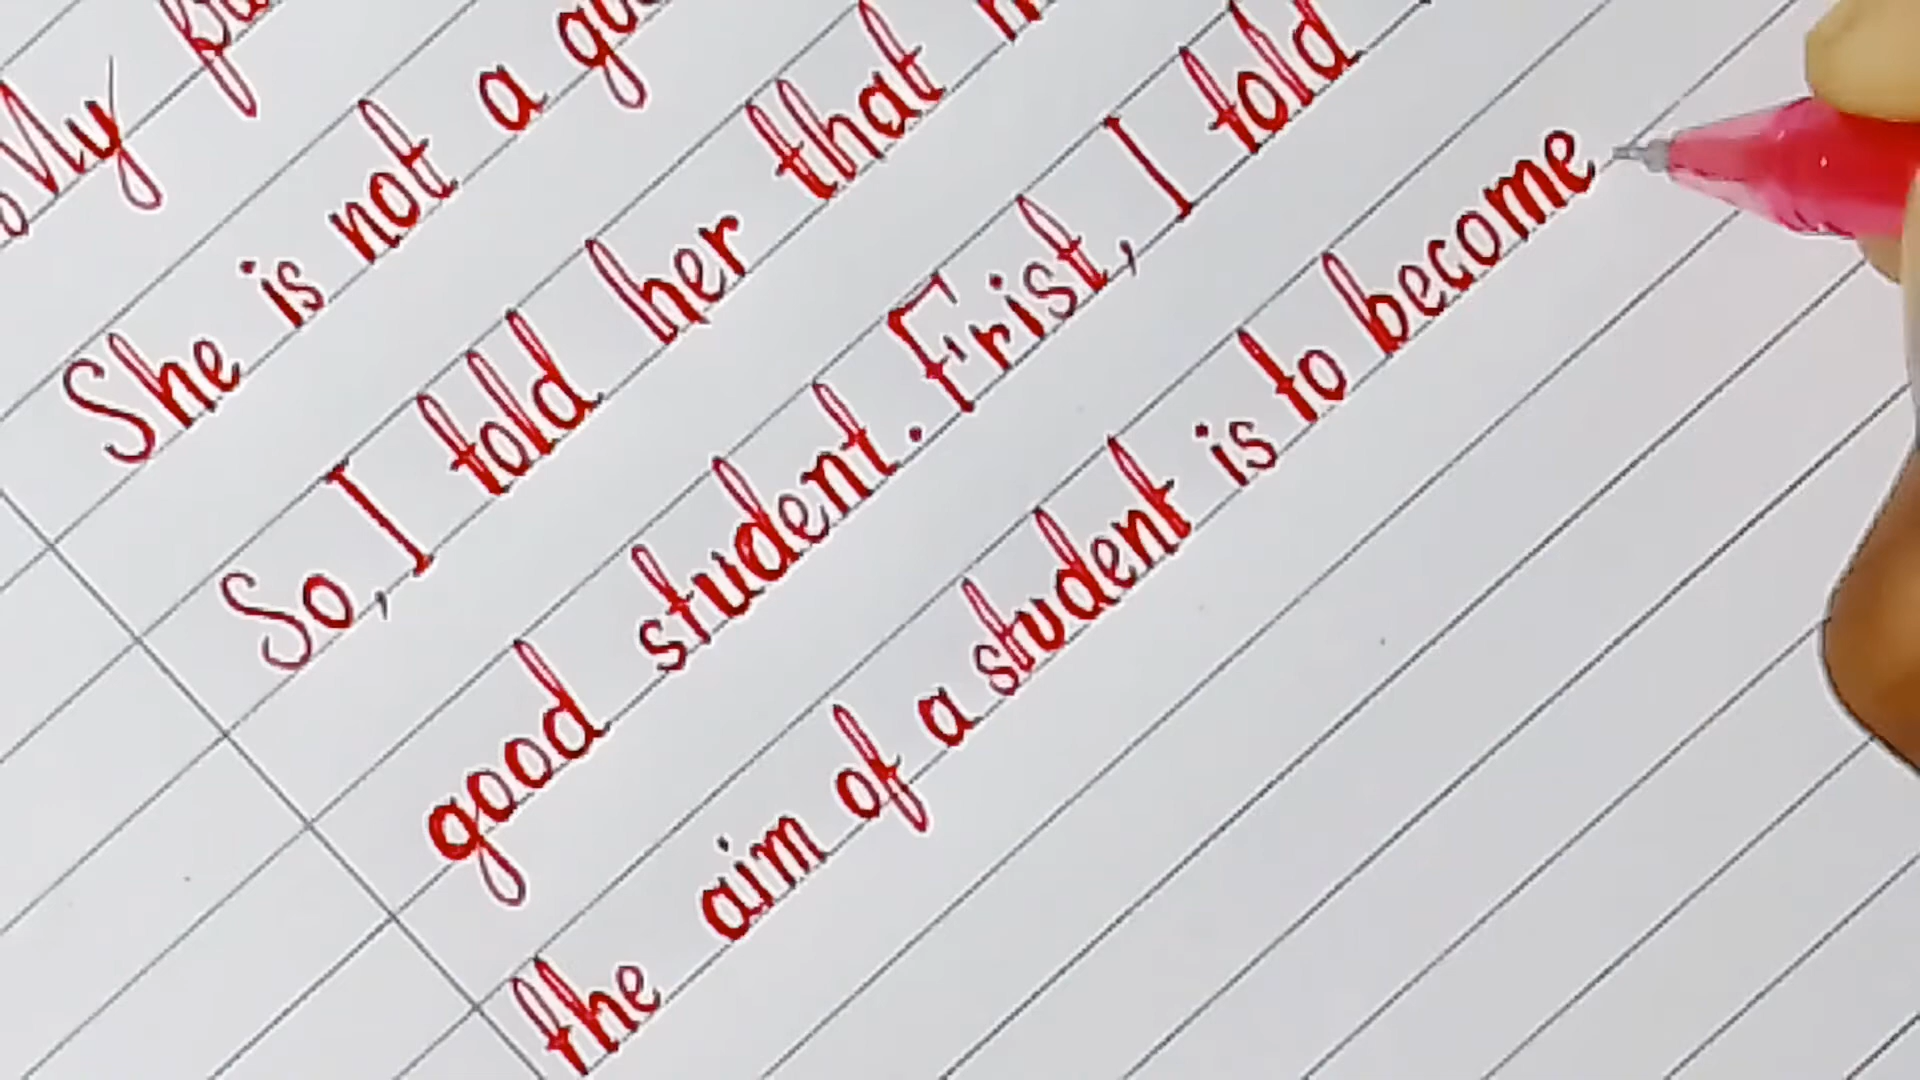 My
She is not a
So, I told her that
good student. Frist, I told
the aim of a student is to become